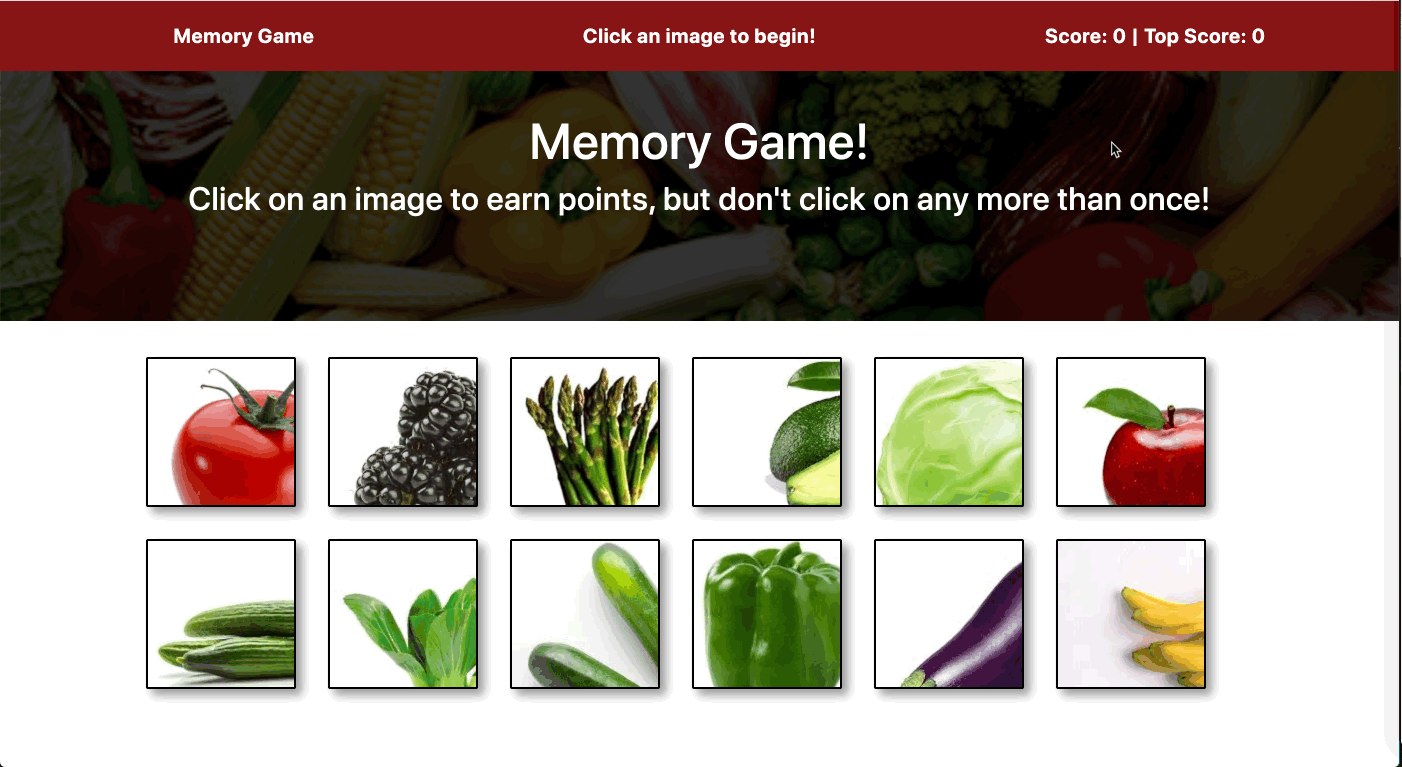 Memory Game
Click an image to begin!
Score: 0 | Top Score: 0
Memory Game!
Click on an image to earn points, but don't click on any more than once!